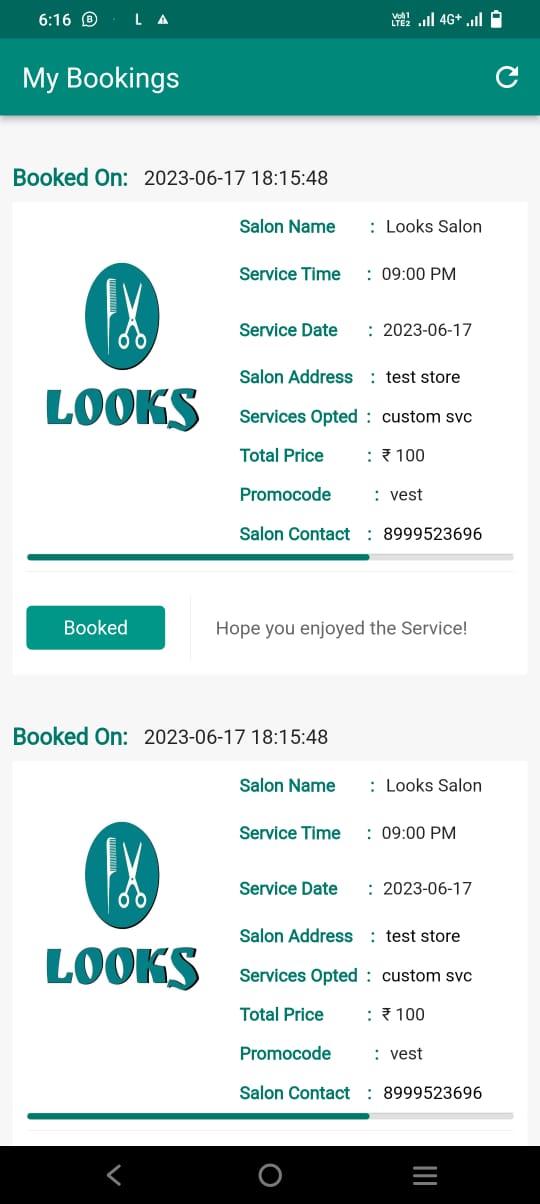 6:16 B L
Vo)) 1 LTE2 4G+
My Bookings
Booked On: 2023-06-17 18:15:48
Salon Name : Looks Salon
Service Time : 09:00 PM
Service Date : 2023-06-17
LOOKS
Salon Address : test store
Services Opted : custom svc
Total Price : ₹ 100
Promocode : vest
Salon Contact : 8999523696
Booked
Hope you enjoyed the Service!
Booked On: 2023-06-17 18:15:48
Salon Name : Looks Salon
Service Time : 09:00 PM
Service Date : 2023-06-17
LOOKS
Salon Address : test store
Services Opted : custom svc
Total Price : ₹ 100
Promocode : vest
Salon Contact : 8999523696